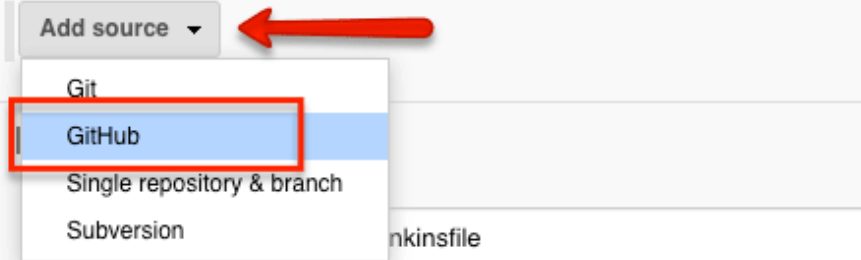 Add source
Git
GitHub
Single repository & branch
Subversion
nkinsfile